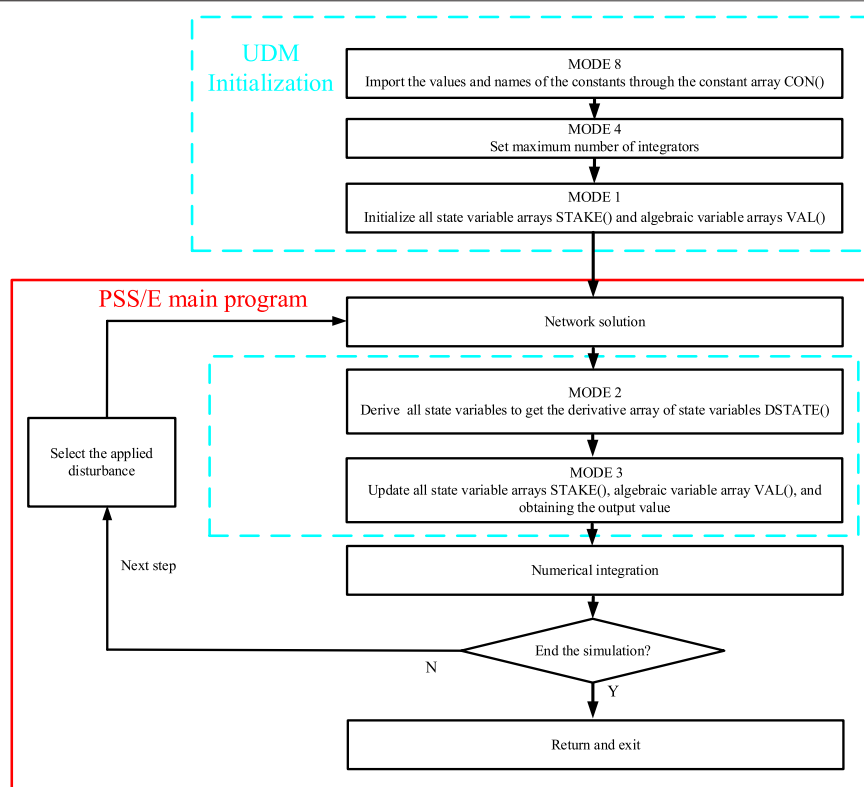 UDM
Initialization
MODE 8
Import the values and names of the constants through the constant array CON()
MODE 4
Set maximum number of integrators
MODE 1
Initialize all state variable arrays STAKE() and algebraic variable arrays VAL()
PSS/E main program
Network solution
MODE 2
Derive all state variables to get the derivative array of state variables DSTATE()
Select the applied
disturbance
MODE 3
Update all state variable arrays STAKE(), algebraic variable array VAL(), and
obtaining the output value
Next step
Numerical integration
End the simulation?
N
Y
Return and exit